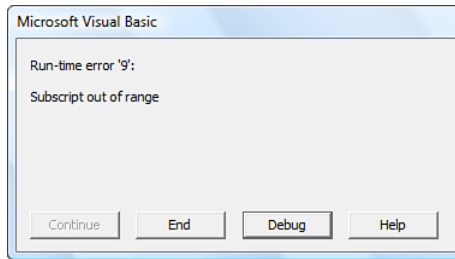 Microsoft Visual Basic
Run-time error '9':
Subscript out of range
Continue End Debug Help